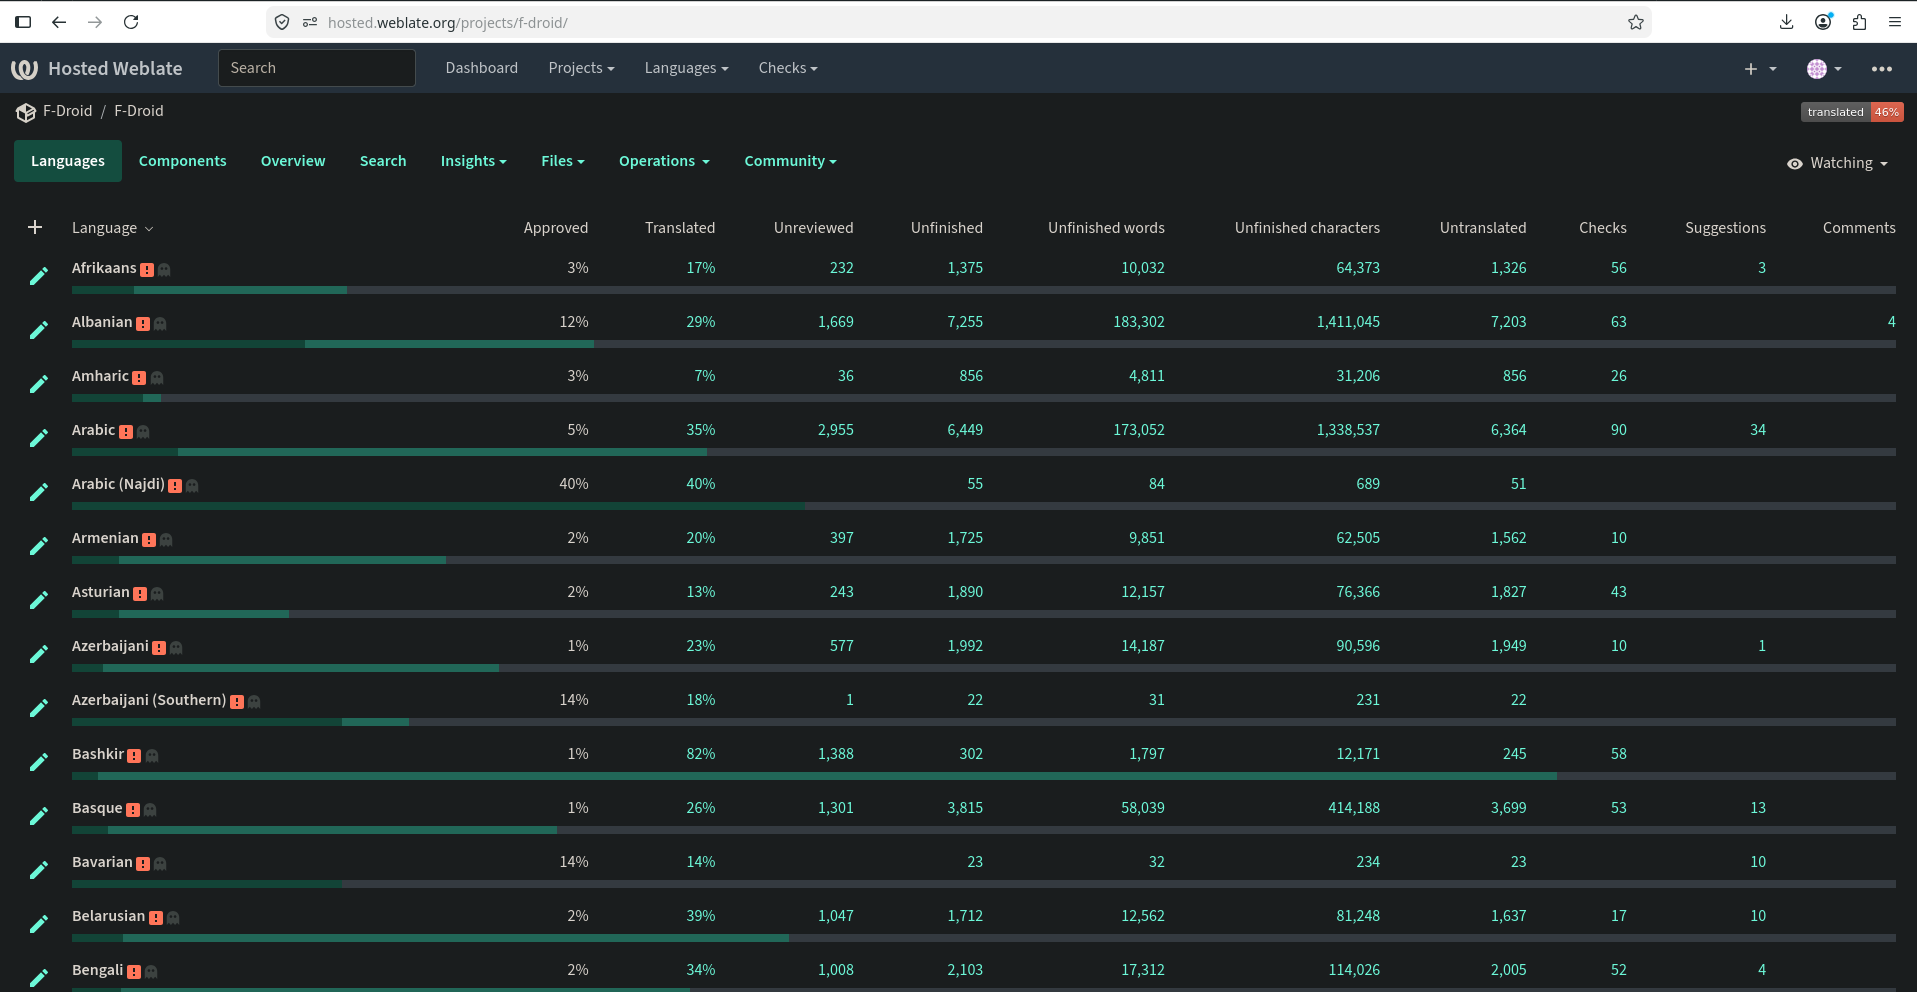 hosted.weblate.org/projects/f-droid/
Hosted Weblate Search Dashboard Projects Languages Checks
F-Droid / F-Droid translated 46%
Languages Components Overview Search Insights Files Operations Community Watching
Language Approved Translated Unreviewed Unfinished Unfinished words Unfinished characters Untranslated Checks Suggestions Comments
Afrikaans 3% 17% 232 1,375 10,032 64,373 1,326 56 3
Albanian 12% 29% 1,669 7,255 183,302 1,411,045 7,203 63 4
Amharic 3% 7% 36 856 4,811 31,206 856 26
Arabic 5% 35% 2,955 6,449 173,052 1,338,537 6,364 90 34
Arabic (Najdi) 40% 40% 55 84 689 51
Armenian 2% 20% 397 1,725 9,851 62,505 1,562 10
Asturian 2% 13% 243 1,890 12,157 76,366 1,827 43
Azerbaijani 1% 23% 577 1,992 14,187 90,596 1,949 10 1
Azerbaijani (Southern) 14% 18% 1 22 31 231 22
Bashkir 1% 82% 1,388 302 1,797 12,171 245 58
Basque 1% 26% 1,301 3,815 58,039 414,188 3,699 53 13
Bavarian 14% 14% 23 32 234 23 10
Belarusian 2% 39% 1,047 1,712 12,562 81,248 1,637 17 10
Bengali 2% 34% 1,008 2,103 17,312 114,026 2,005 52 4